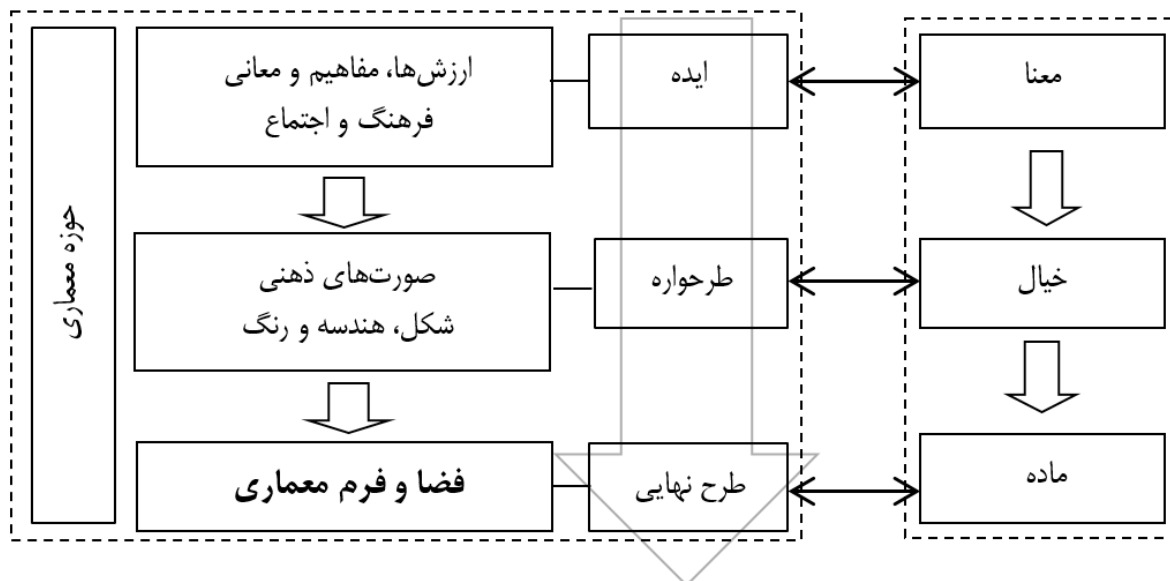 معنا
ایده
ارزش‌ها، مفاهیم و معانی
فرهنگ و اجتماع
خیال
طرحواره
صورت‌های ذهنی
شکل، هندسه و رنگ
ماده
طرح نهایی
فضا و فرم معماری
حوزه معماری